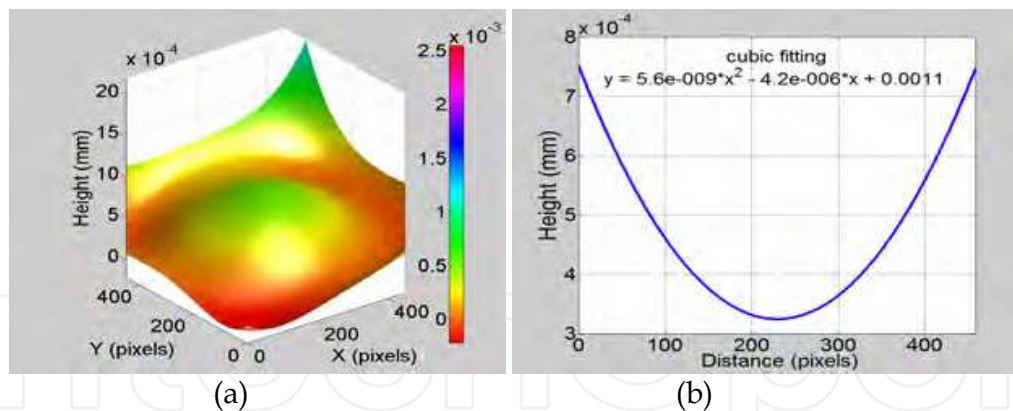 x 10⁻⁴
20
15
10
5
0
Height (mm)
400
200
0
Y (pixels)
0
200
400
X (pixels)
x 10⁻³
2.5
2
1.5
1
0.5
0
(a)
8 x 10⁻⁴
7
6
5
4
3
Height (mm)
cubic fitting
y = 5.6e-009*x² - 4.2e-006*x + 0.0011
0
100
200
300
400
Distance (pixels)
(b)